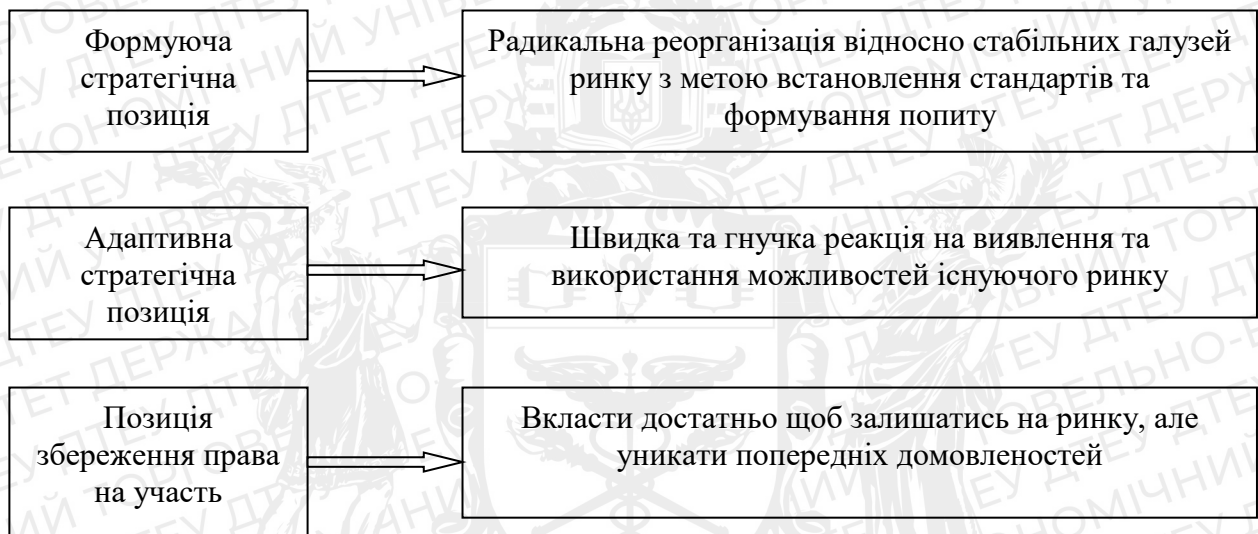 Формуюча
стратегічна
позиція
Радикальна реорганізація відносно стабільних галузей
ринку з метою встановлення стандартів та
формування попиту
Адаптивна
стратегічна
позиція
Швидка та гнучка реакція на виявлення та
використання можливостей існуючого ринку
Позиція
збереження права
на участь
Вкласти достатньо щоб залишатись на ринку, але
уникати попередніх домовленостей